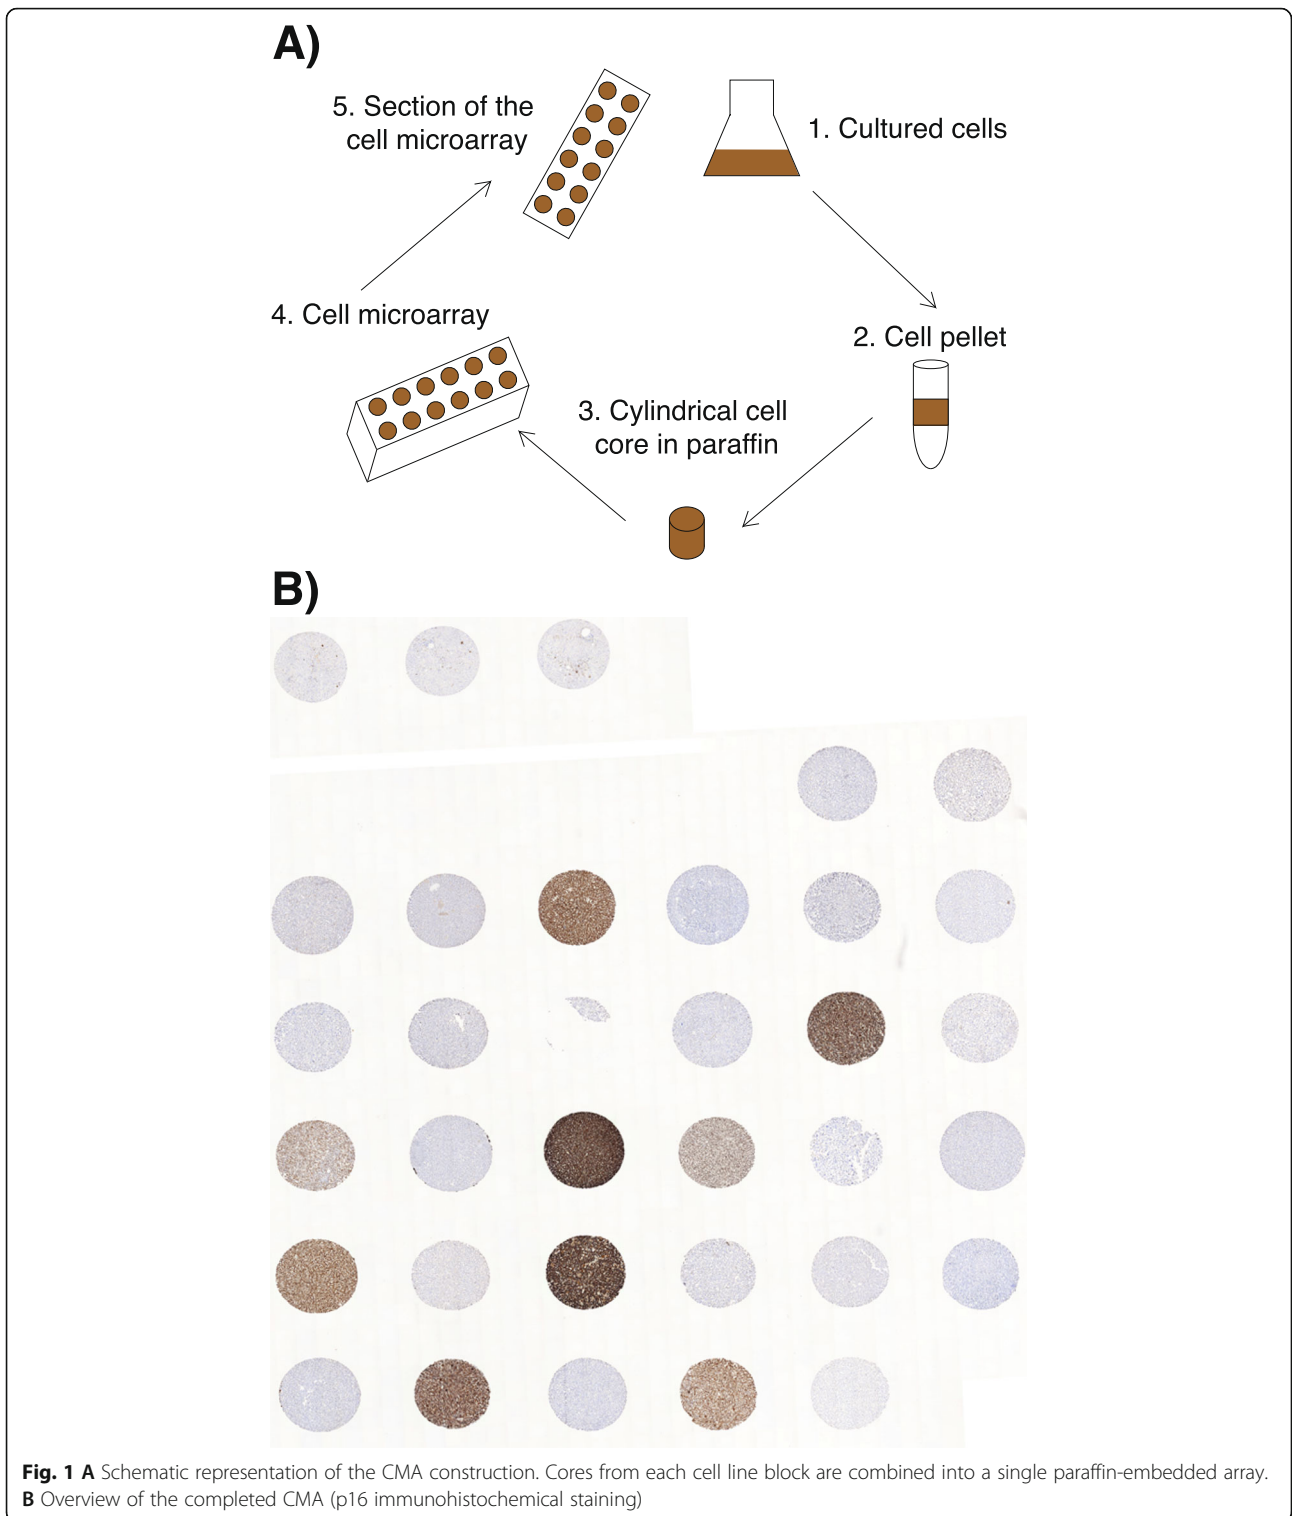 A)
5. Section of the
cell microarray
1. Cultured cells
4. Cell microarray
2. Cell pellet
3. Cylindrical cell
core in paraffin
B)
Fig. 1 A Schematic representation of the CMA construction. Cores from each cell line block are combined into a single paraffin-embedded array.
B Overview of the completed CMA (p16 immunohistochemical staining)